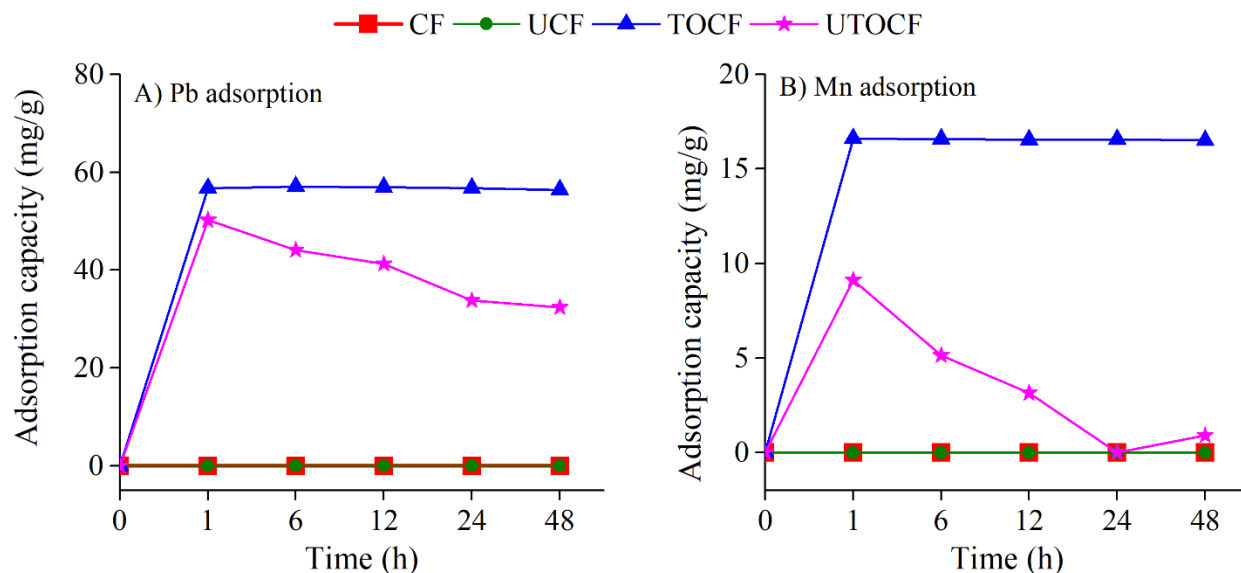 CF UCF TOCF UTOCF
A) Pb adsorption
Adsorption capacity (mg/g)
80
60
40
20
0
0 1 6 12 24 48
Time (h)
B) Mn adsorption
Adsorption capacity (mg/g)
20
15
10
5
0
0 1 6 12 24 48
Time (h)